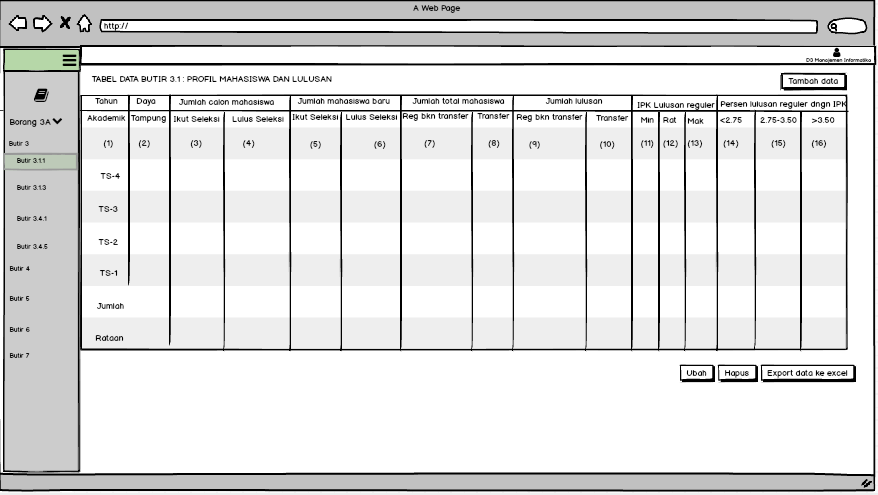 A Web Page
http://
D3 Manajemen Informatika
TABEL DATA BUTIR 3.1: PROFIL MAHASISWA DAN LULUSAN
Tambah data
Borang 3A
Butir 3
Butir 3.1.1
Butir 3.1.3
Butir 3.4.1
Butir 3.4.5
Butir 4
Butir 5
Butir 6
Butir 7
Tahun Daya Jumlah calon mahasiswa Jumlah mahasiswa baru Jumlah total mahasiswa Jumlah lulusan IPK Lulusan reguler Persen lulusan reguler dngn IPK
Akademik Tampung Ikut Seleksi Lulus Seleksi Ikut Seleksi Lulus Seleksi Reg bkn transfer Transfer Reg bkn transfer Transfer Min Rat Mak <2.75 2.75-3.50 >3.50
(1) (2) (3) (4) (5) (6) (7) (8) (9) (10) (11) (12) (13) (14) (15) (16)
TS-4
TS-3
TS-2
TS-1
Jumlah
Rataan
Ubah Hapus Export data ke excel